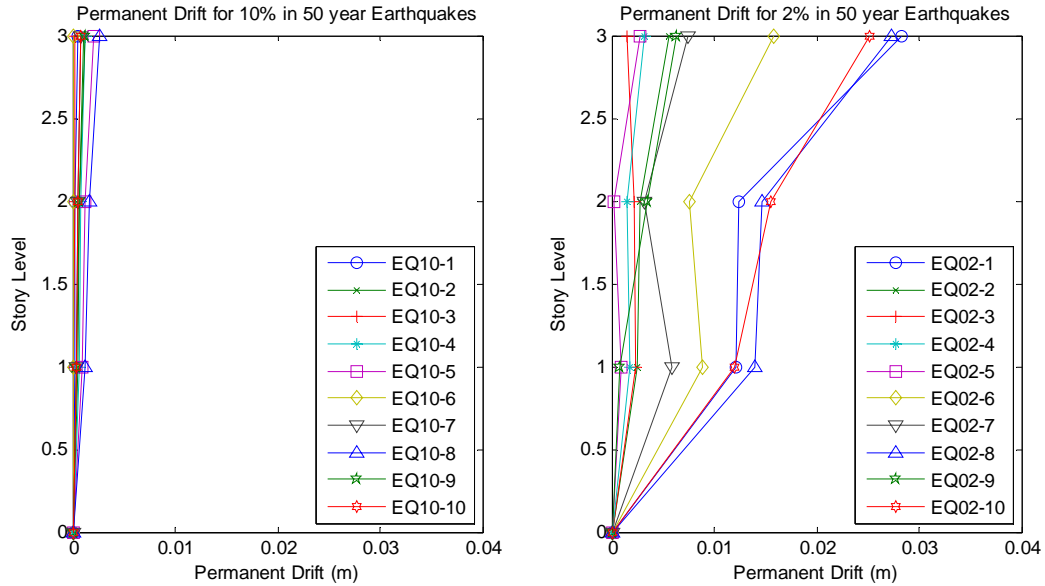 Permanent Drift for 10% in 50 year Earthquakes
3
2.5
2
1.5
1
0.5
0
Story Level
0
0.01
0.02
0.03
0.04
Permanent Drift (m)
EQ10-1
EQ10-2
EQ10-3
EQ10-4
EQ10-5
EQ10-6
EQ10-7
EQ10-8
EQ10-9
EQ10-10
Permanent Drift for 2% in 50 year Earthquakes
3
2.5
2
1.5
1
0.5
0
Story Level
0
0.01
0.02
0.03
0.04
Permanent Drift (m)
EQ02-1
EQ02-2
EQ02-3
EQ02-4
EQ02-5
EQ02-6
EQ02-7
EQ02-8
EQ02-9
EQ02-10